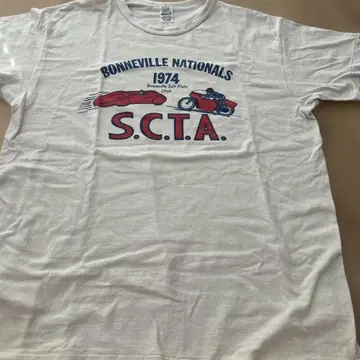 BONNEVILLE NATIONALS
1974
Bonneville Salt Flats
Utah
S.C.T.A.